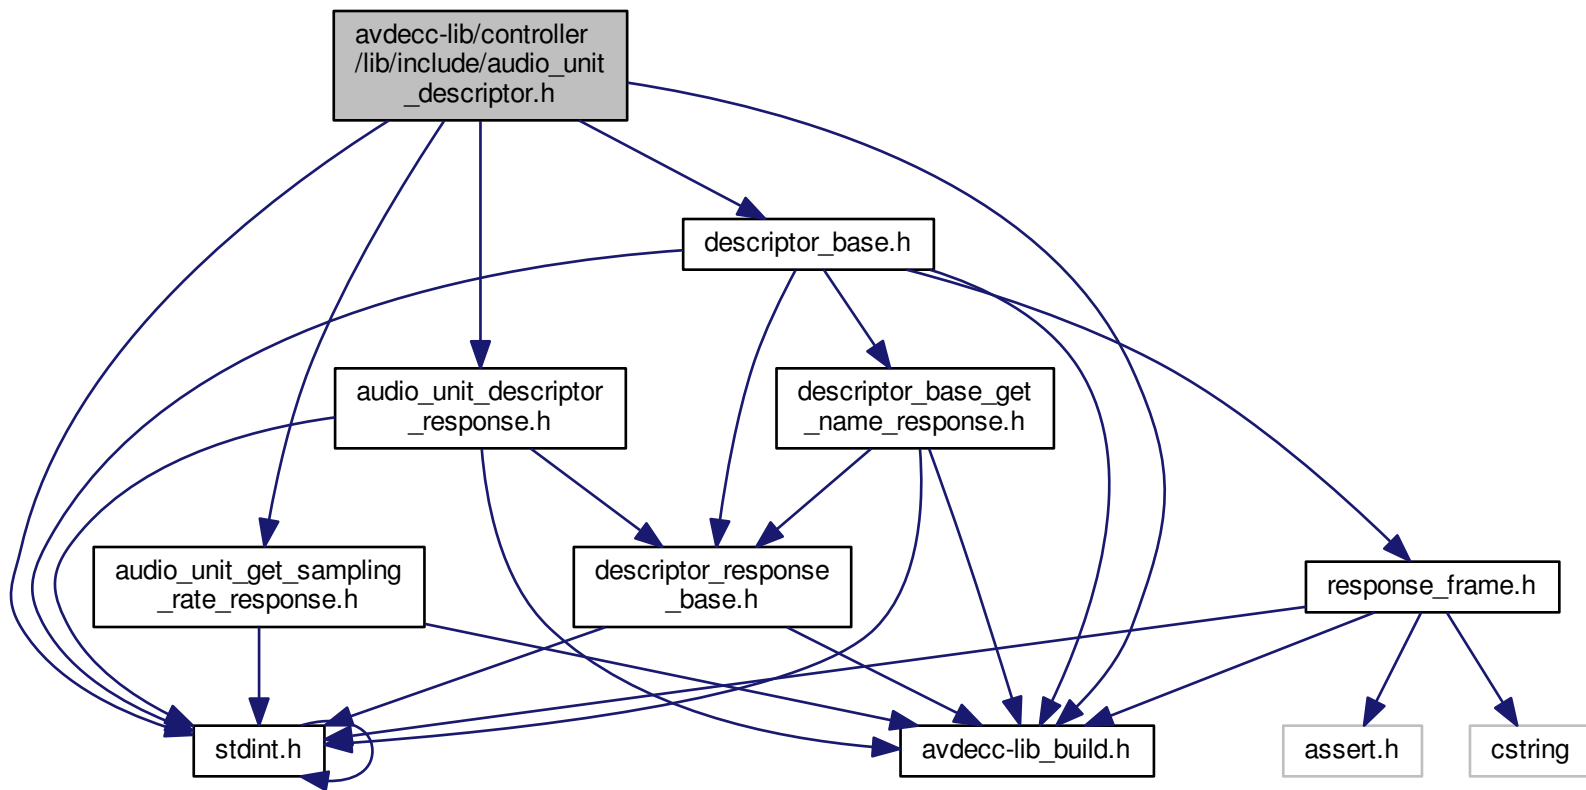 avdecc-lib/controller
/lib/include/audio_unit
_descriptor.h
descriptor_base.h
audio_unit_descriptor
_response.h
descriptor_base_get
_name_response.h
audio_unit_get_sampling
_rate_response.h
descriptor_response
_base.h
response_frame.h
stdint.h
avdecc-lib_build.h
assert.h
cstring